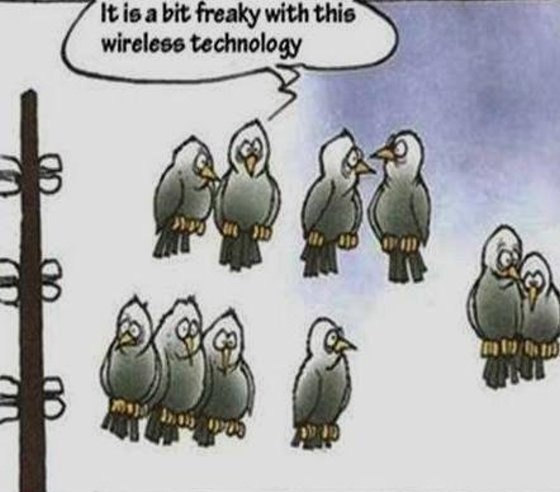 It is a bit freaky with this
wireless technology